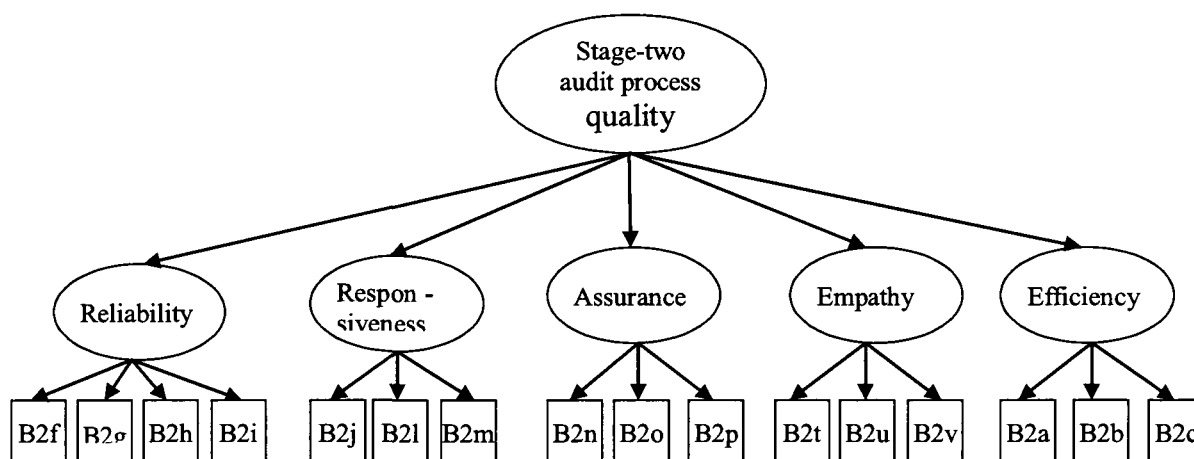 Stage-two
audit process
quality
Reliability
Respon -
siveness
Assurance
Empathy
Efficiency
B2f B2g B2h B2i B2j B2l B2m B2n B2o B2p B2t B2u B2v B2a B2b B2c